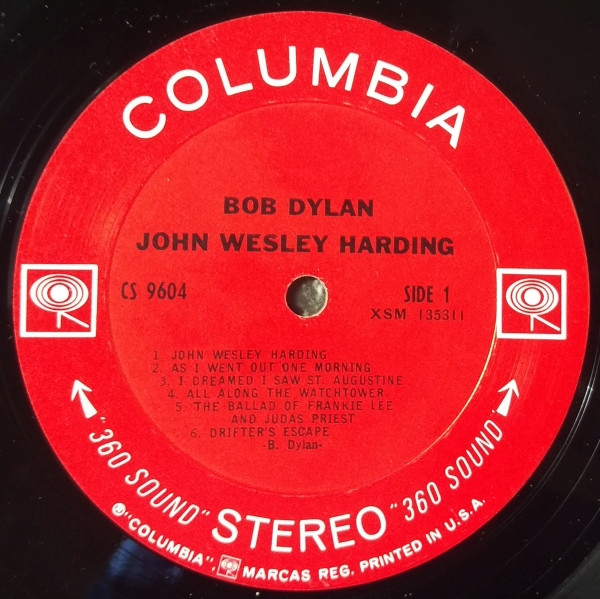 COLUMBIA
BOB DYLAN
JOHN WESLEY HARDING
CS 9604
SIDE 1
XSM 135311
1. JOHN WESLEY HARDING
2. AS I WENT OUT ONE MORNING
3. I DREAMED I SAW ST. AUGUSTINE
4. ALL ALONG THE WATCHTOWER
5. THE BALLAD OF FRANKIE LEE
AND JUDAS PRIEST
6. DRIFTER'S ESCAPE
-B. Dylan-
"360 SOUND" STEREO "360 SOUND"
®"COLUMBIA", MARCAS REG. PRINTED IN U.S.A.